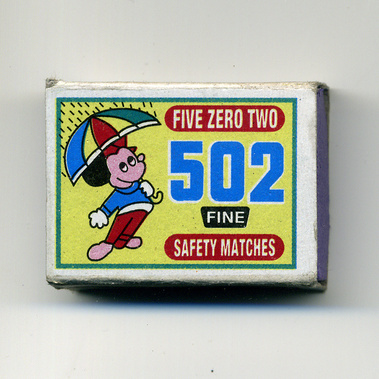 FIVE ZERO TWO
502
FINE
SAFETY MATCHES